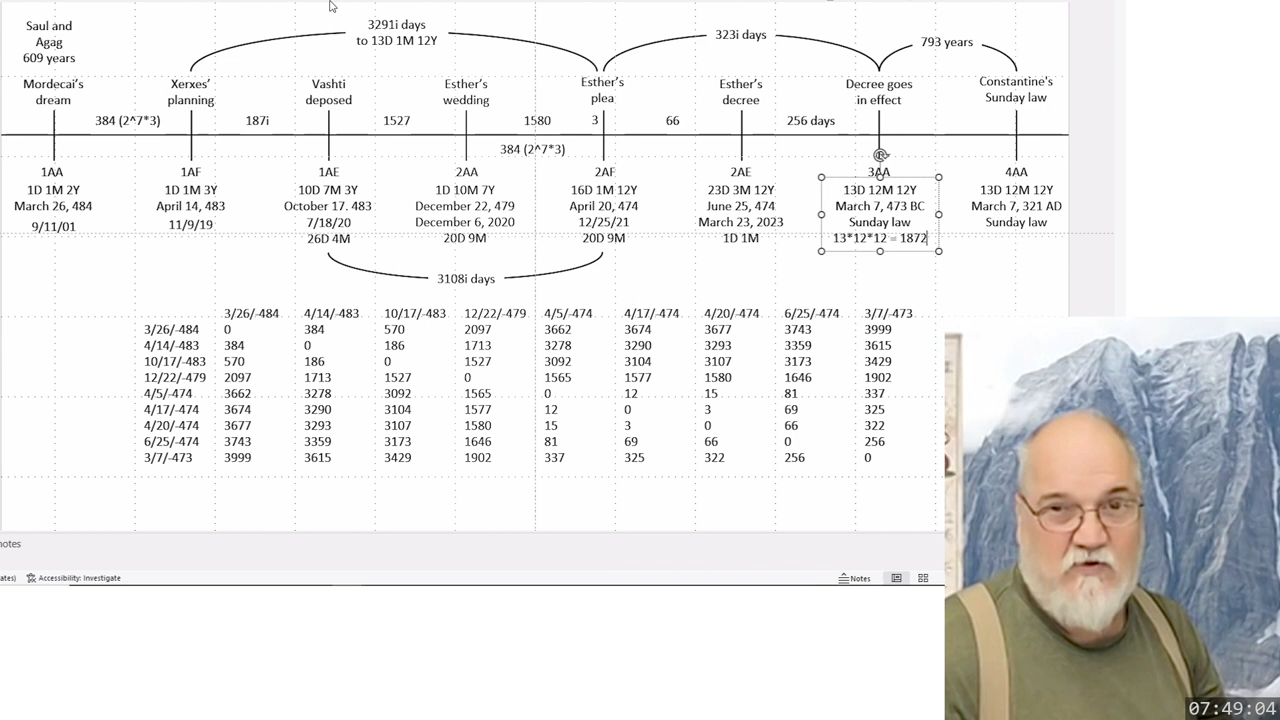 Saul and
Agag
609 years
3291i days
to 13D 1M 12Y
323i days
793 years
Mordecai's
dream
Xerxes'
planning
Vashti
deposed
Esther's
wedding
Esther's
plea
Esther's
decree
Decree goes
in effect
Constantine's
Sunday law
384 (2^7*3)
187i
1527
1580
3
66
256 days
384 (2^7*3)
1AA
1D 1M 2Y
March 26, 484
9/11/01
1AF
1D 1M 3Y
April 14, 483
11/9/19
1AE
10D 7M 3Y
October 17. 483
7/18/20
26D 4M
2AA
1D 10M 7Y
December 22, 479
December 6, 2020
20D 9M
2AF
16D 1M 12Y
April 20, 474
12/25/21
20D 9M
2AE
23D 3M 12Y
June 25, 474
March 23, 2023
1D 1M
3AA
13D 12M 12Y
March 7, 473 BC
Sunday law
13*12*12 = 1872
4AA
13D 12M 12Y
March 7, 321 AD
Sunday law
3108i days
3/26/-484 4/14/-483 10/17/-483 12/22/-479 4/5/-474 4/17/-474 4/20/-474 6/25/-474 3/7/-473
3/26/-484 0 384 570 2097 3662 3674 3677 3743 3999
4/14/-483 384 0 186 1713 3278 3290 3293 3359 3615
10/17/-483 570 186 0 1527 3092 3104 3107 3173 3429
12/22/-479 2097 1713 1527 0 1565 1577 1580 1646 1902
4/5/-474 3662 3278 3092 1565 0 12 15 81 337
4/17/-474 3674 3290 3104 1577 12 0 3 69 325
4/20/-474 3677 3293 3107 1580 15 3 0 66 322
6/25/-474 3743 3359 3173 1646 81 69 66 0 256
3/7/-473 3999 3615 3429 1902 337 325 322 256 0
notes
ates) Accessibility: Investigate
Notes
07:49:04